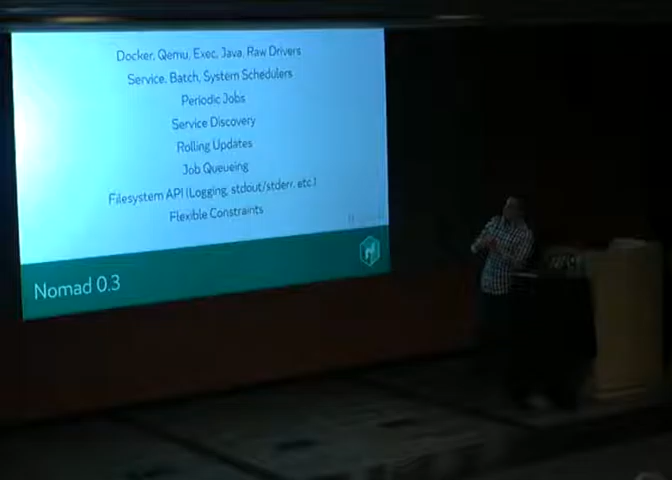 Docker, Qemu, Exec, Java, Raw Drivers
Service, Batch, System Schedulers
Periodic Jobs
Service Discovery
Rolling Updates
Job Queueing
Filesystem API (Logging, stdout/stderr, etc.)
Flexible Constraints
Nomad 0.3